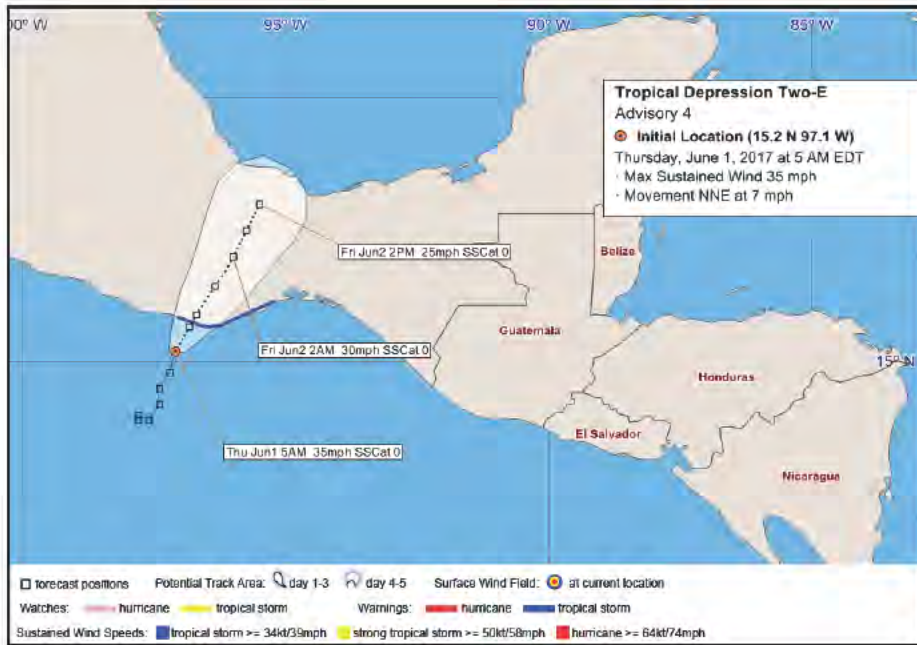 00° W
95° W
90° W
85° W
Tropical Depression Two-E
Advisory 4
Initial Location (15.2 N 97.1 W)
Thursday, June 1, 2017 at 5 AM EDT
· Max Sustained Wind 35 mph
· Movement NNE at 7 mph
Fri Jun2 2PM 25mph SSCat 0
Belize
Guatemala
Fri Jun2 2AM 30mph SSCat 0
15° N
Honduras
El Salvador
Thu Jun1 5AM 35mph SSCat 0
Nicaragua
forecast positions Potential Track Area: day 1-3 day 4-5 Surface Wind Field: at current location
Watches: hurricane tropical storm Warnings: hurricane tropical storm
Sustained Wind Speeds: tropical storm >= 34kt/39mph strong tropical storm >= 50kt/58mph hurricane >= 64kt/74mph